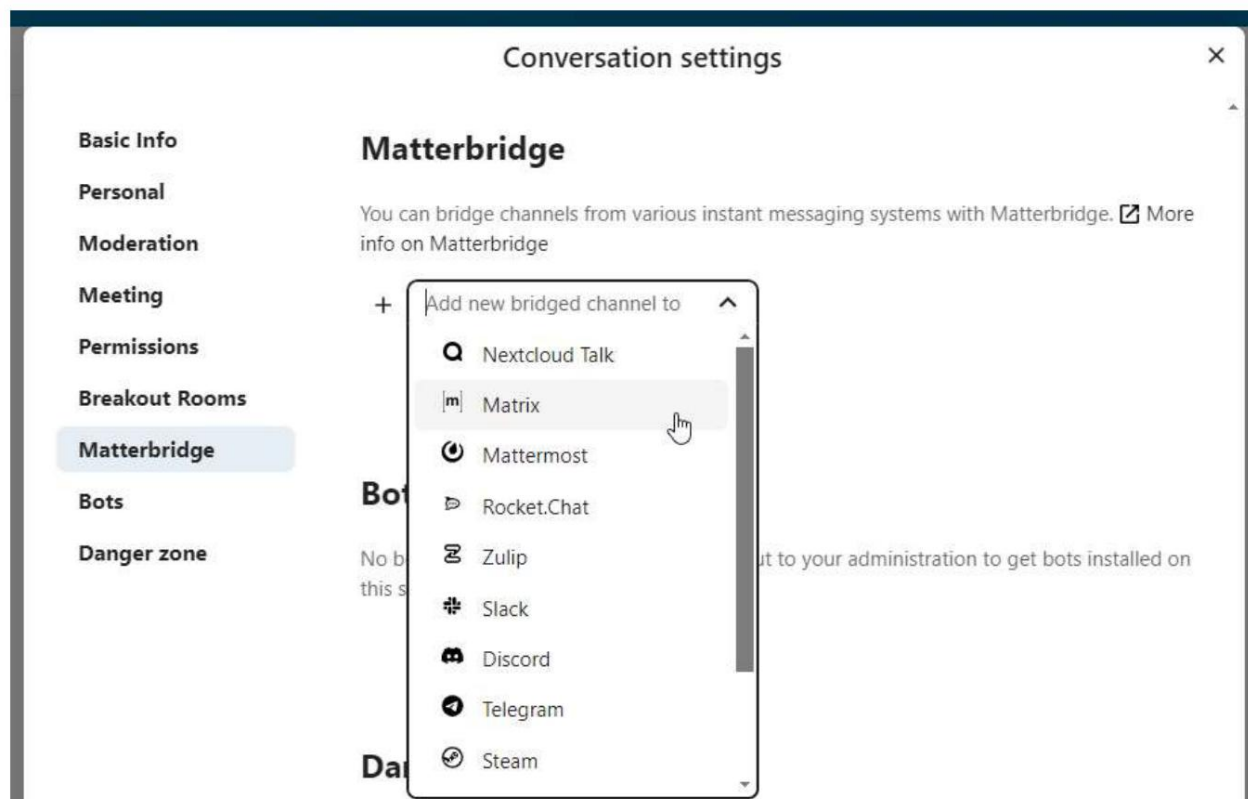 Conversation settings
Basic Info
Personal
Moderation
Meeting
Permissions
Breakout Rooms
Matterbridge
Bots
Danger zone
Matterbridge
You can bridge channels from various instant messaging systems with Matterbridge. More
info on Matterbridge
+ Add new bridged channel to
Nextcloud Talk
[m] Matrix
Mattermost
Rocket.Chat
Zulip
Slack
Discord
Telegram
Steam
No
to your administration to get bots installed on
this